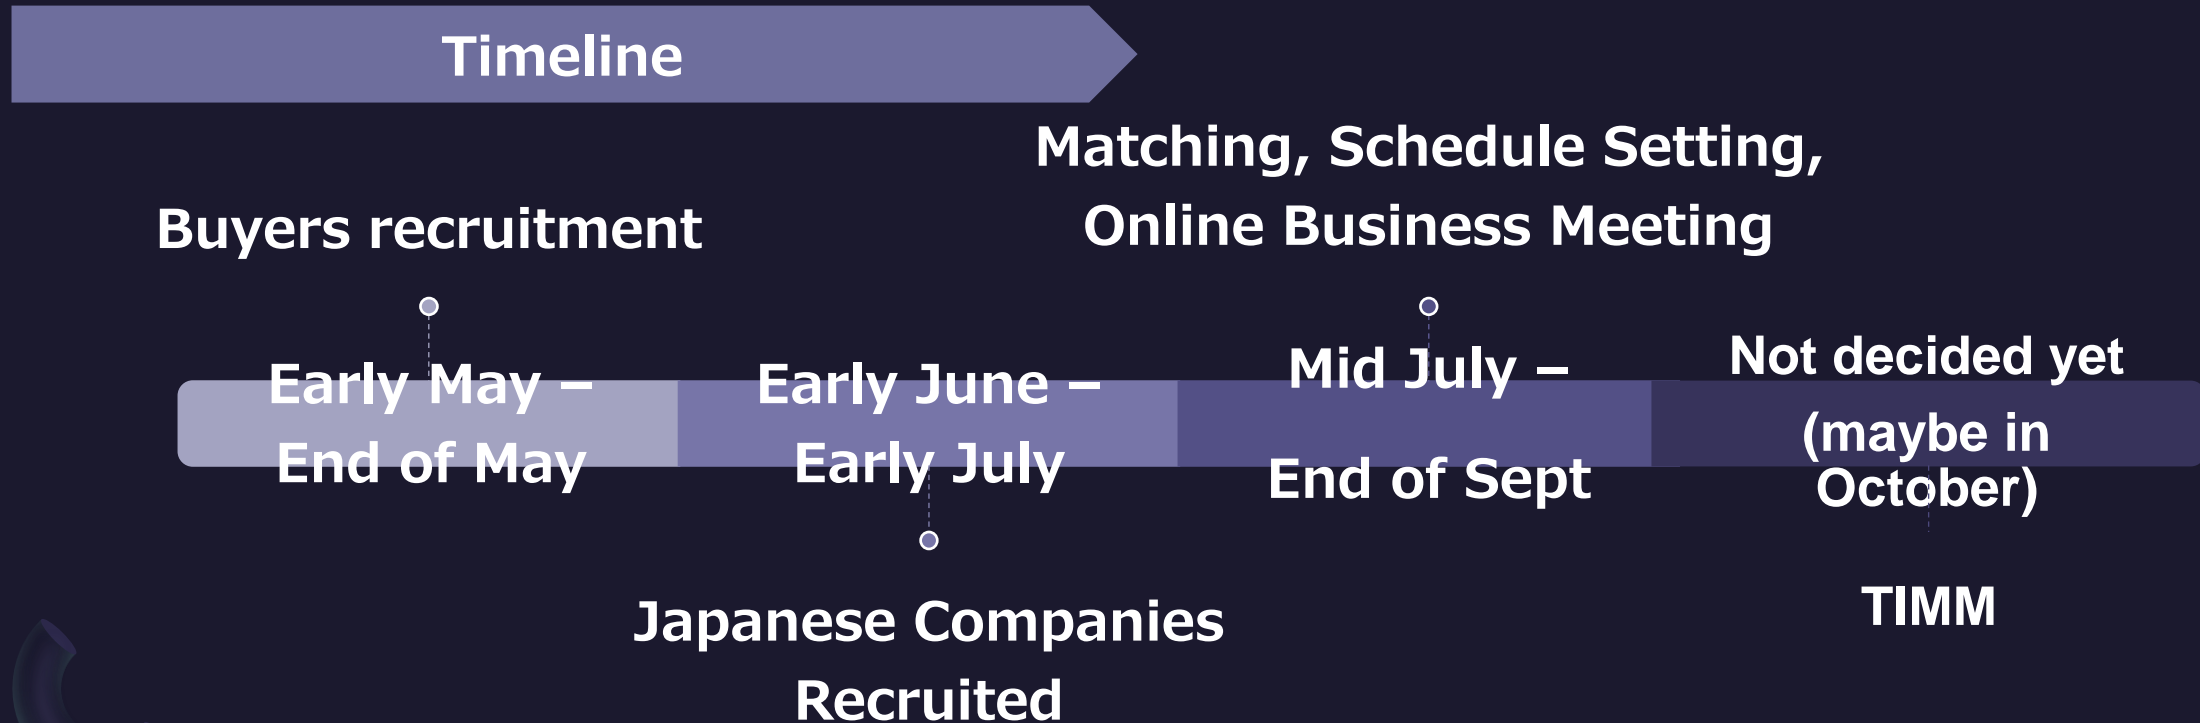 Timeline
Buyers recruitment
Early May –
End of May
Early June –
Early July
Japanese Companies
Recruited
Matching, Schedule Setting,
Online Business Meeting
Mid July –
End of Sept
Not decided yet
(maybe in
October)
TIMM